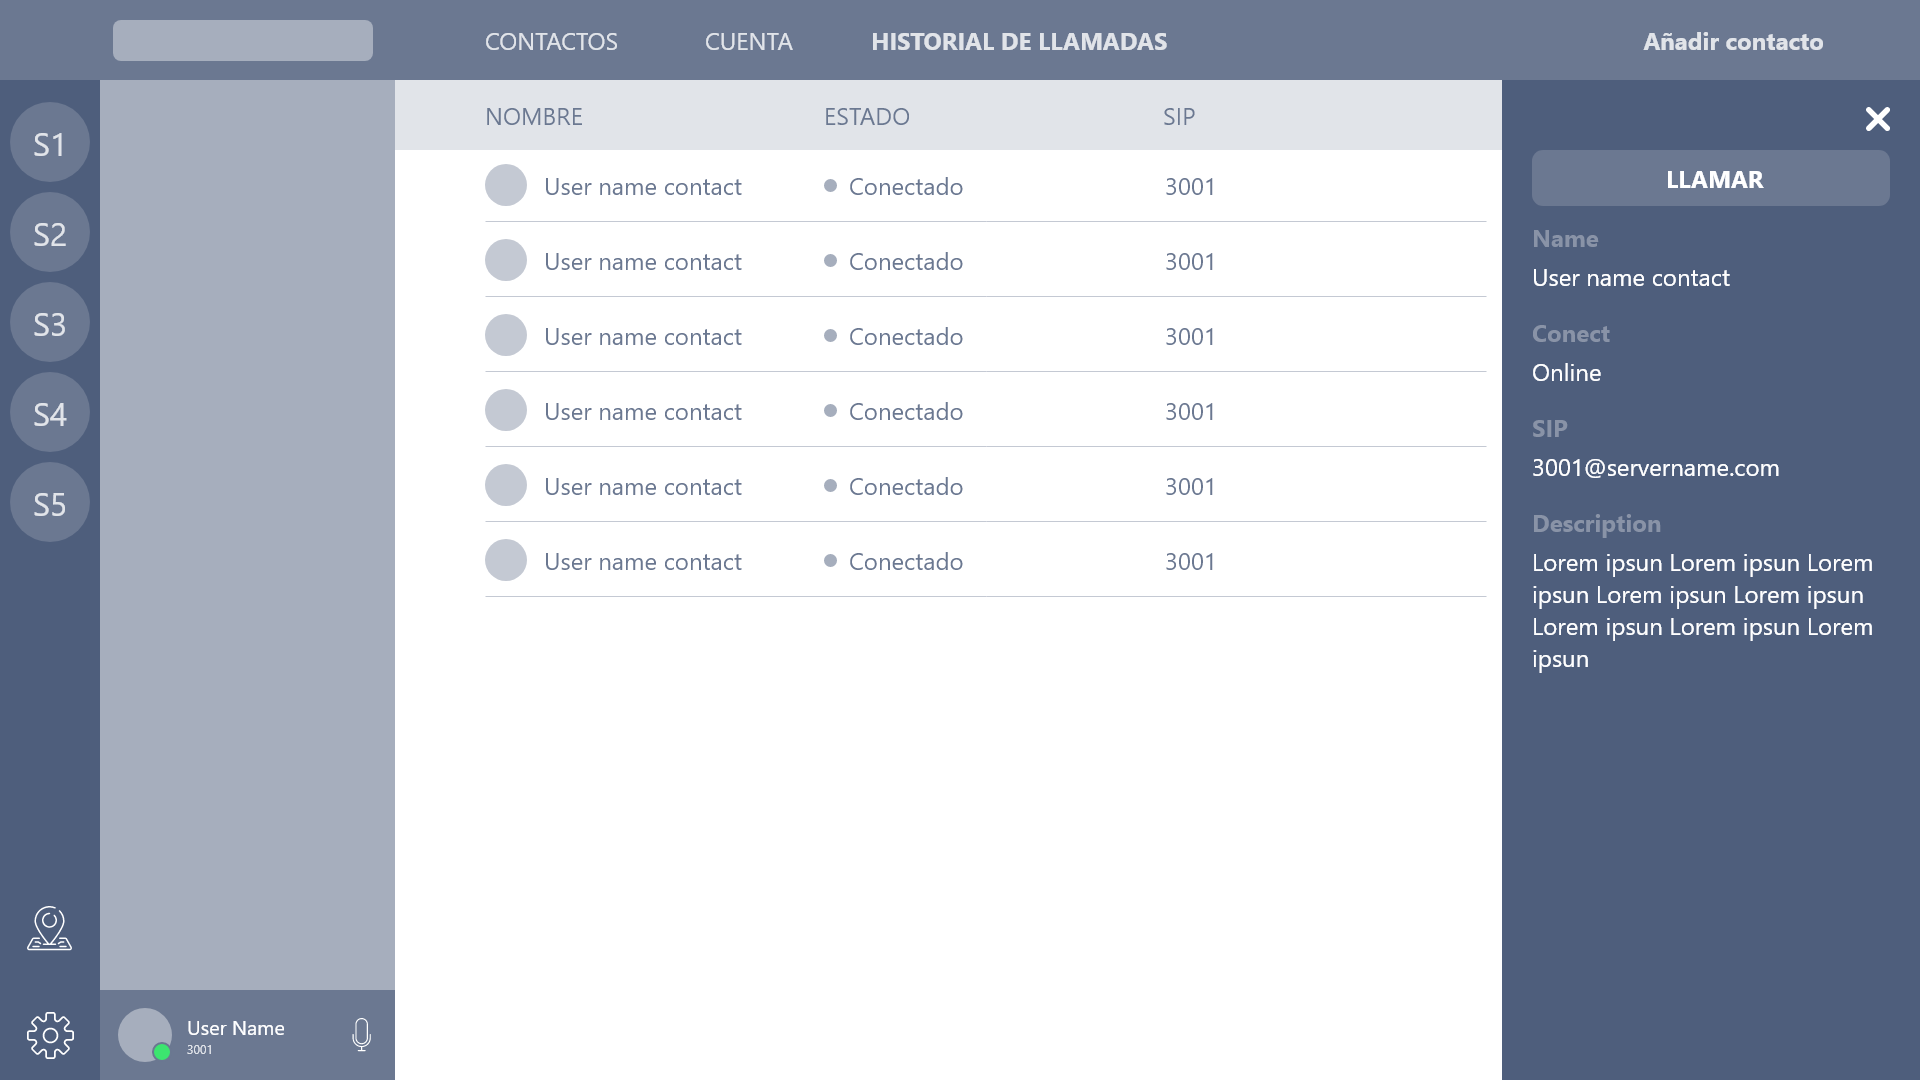 CONTACTOS
CUENTA
HISTORIAL DE LLAMADAS
Añadir contacto
S1
S2
S3
S4
S5
NOMBRE
ESTADO
SIP
User name contact
Conectado
3001
User name contact
Conectado
3001
User name contact
Conectado
3001
User name contact
Conectado
3001
User name contact
Conectado
3001
User name contact
Conectado
3001
LLAMAR
Name
User name contact
Conect
Online
SIP
3001@servername.com
Description
Lorem ipsun Lorem ipsun Lorem
ipsun Lorem ipsun Lorem ipsun
Lorem ipsun Lorem ipsun Lorem
ipsun
User Name
3001